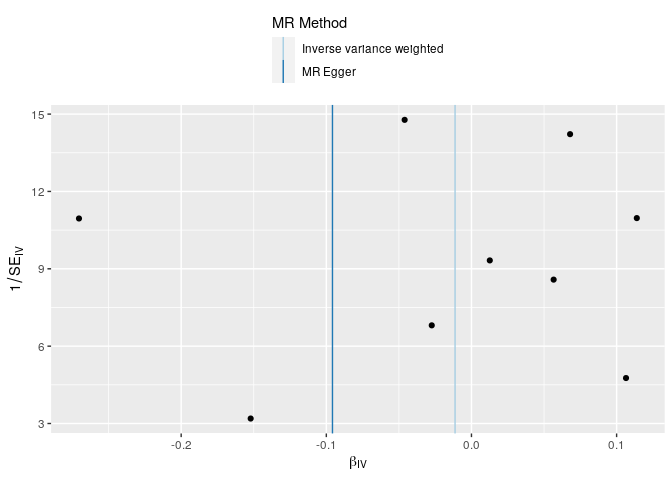 MR Method
Inverse variance weighted
MR Egger
15
12
9
6
3
1/SE_IV
-0.2
-0.1
0.0
0.1
β_IV